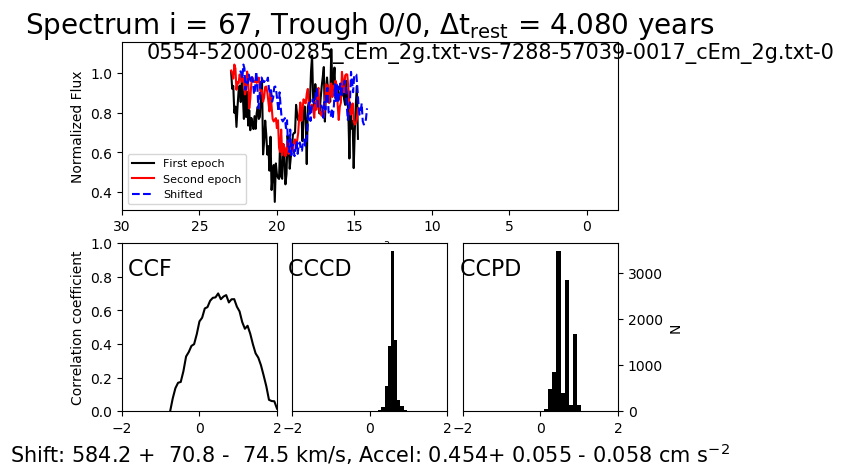 Spectrum i = 67, Trough 0/0, Δt_rest = 4.080 years
0554-52000-0285_cEm_2g.txt-vs-7288-57039-0017_cEm_2g.txt-0
Normalized Flux
1.0
0.8
0.6
0.4
First epoch
Second epoch
Shifted
30 25 20 15 10 5 0
Correlation coefficient
1.0
0.8
0.6
0.4
0.2
0.0
CCF
CCCD
CCPD
3000
2000
1000
0
N
−2 0 2
−2 0 2
−2 0 2
Shift: 584.2 + 70.8 - 74.5 km/s, Accel: 0.454+ 0.055 - 0.058 cm s⁻²